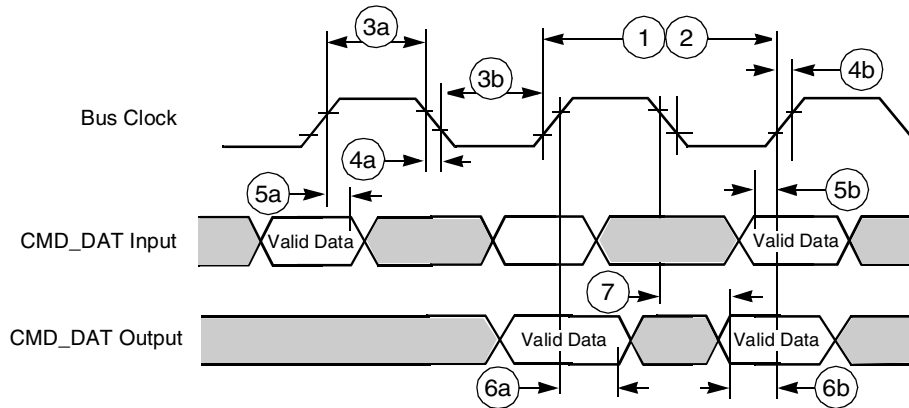 3a
1 2
3b
4b
Bus Clock
4a
5a
5b
CMD_DAT Input
Valid Data
Valid Data
7
CMD_DAT Output
Valid Data
Valid Data
6a
6b